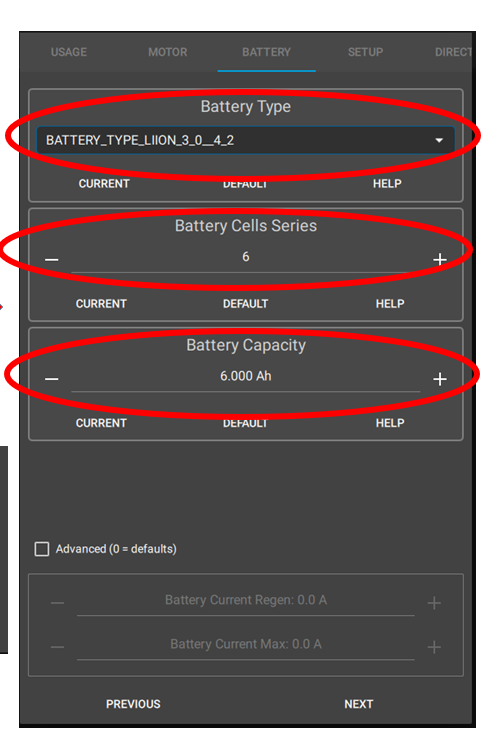 USAGE MOTOR BATTERY SETUP DIRECT
Battery Type
BATTERY_TYPE_LIION_3_0__4_2
CURRENT DEFAULT HELP
Battery Cells Series
— 6 +
CURRENT DEFAULT HELP
Battery Capacity
— 6.000 Ah +
CURRENT DEFAULT HELP
Advanced (0 = defaults)
— Battery Current Regen: 0.0 A +
— Battery Current Max: 0.0 A +
PREVIOUS NEXT